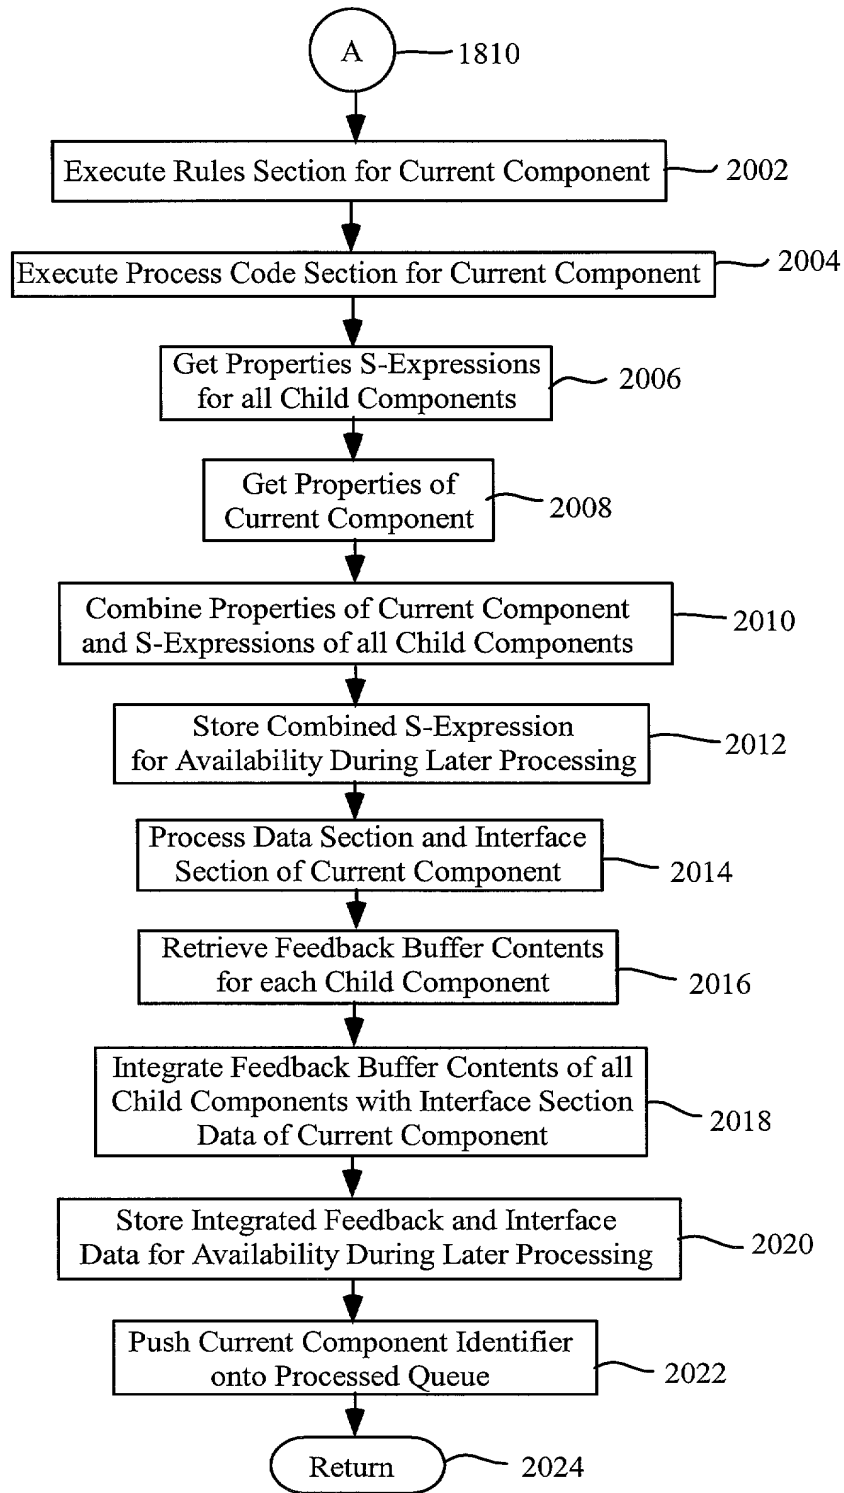 A
1810
Execute Rules Section for Current Component
2002
Execute Process Code Section for Current Component
2004
Get Properties S-Expressions
for all Child Components
2006
Get Properties of
Current Component
2008
Combine Properties of Current Component
and S-Expressions of all Child Components
2010
Store Combined S-Expression
for Availability During Later Processing
2012
Process Data Section and Interface
Section of Current Component
2014
Retrieve Feedback Buffer Contents
for each Child Component
2016
Integrate Feedback Buffer Contents of all
Child Components with Interface Section
Data of Current Component
2018
Store Integrated Feedback and Interface
Data for Availability During Later Processing
2020
Push Current Component Identifier
onto Processed Queue
2022
Return
2024